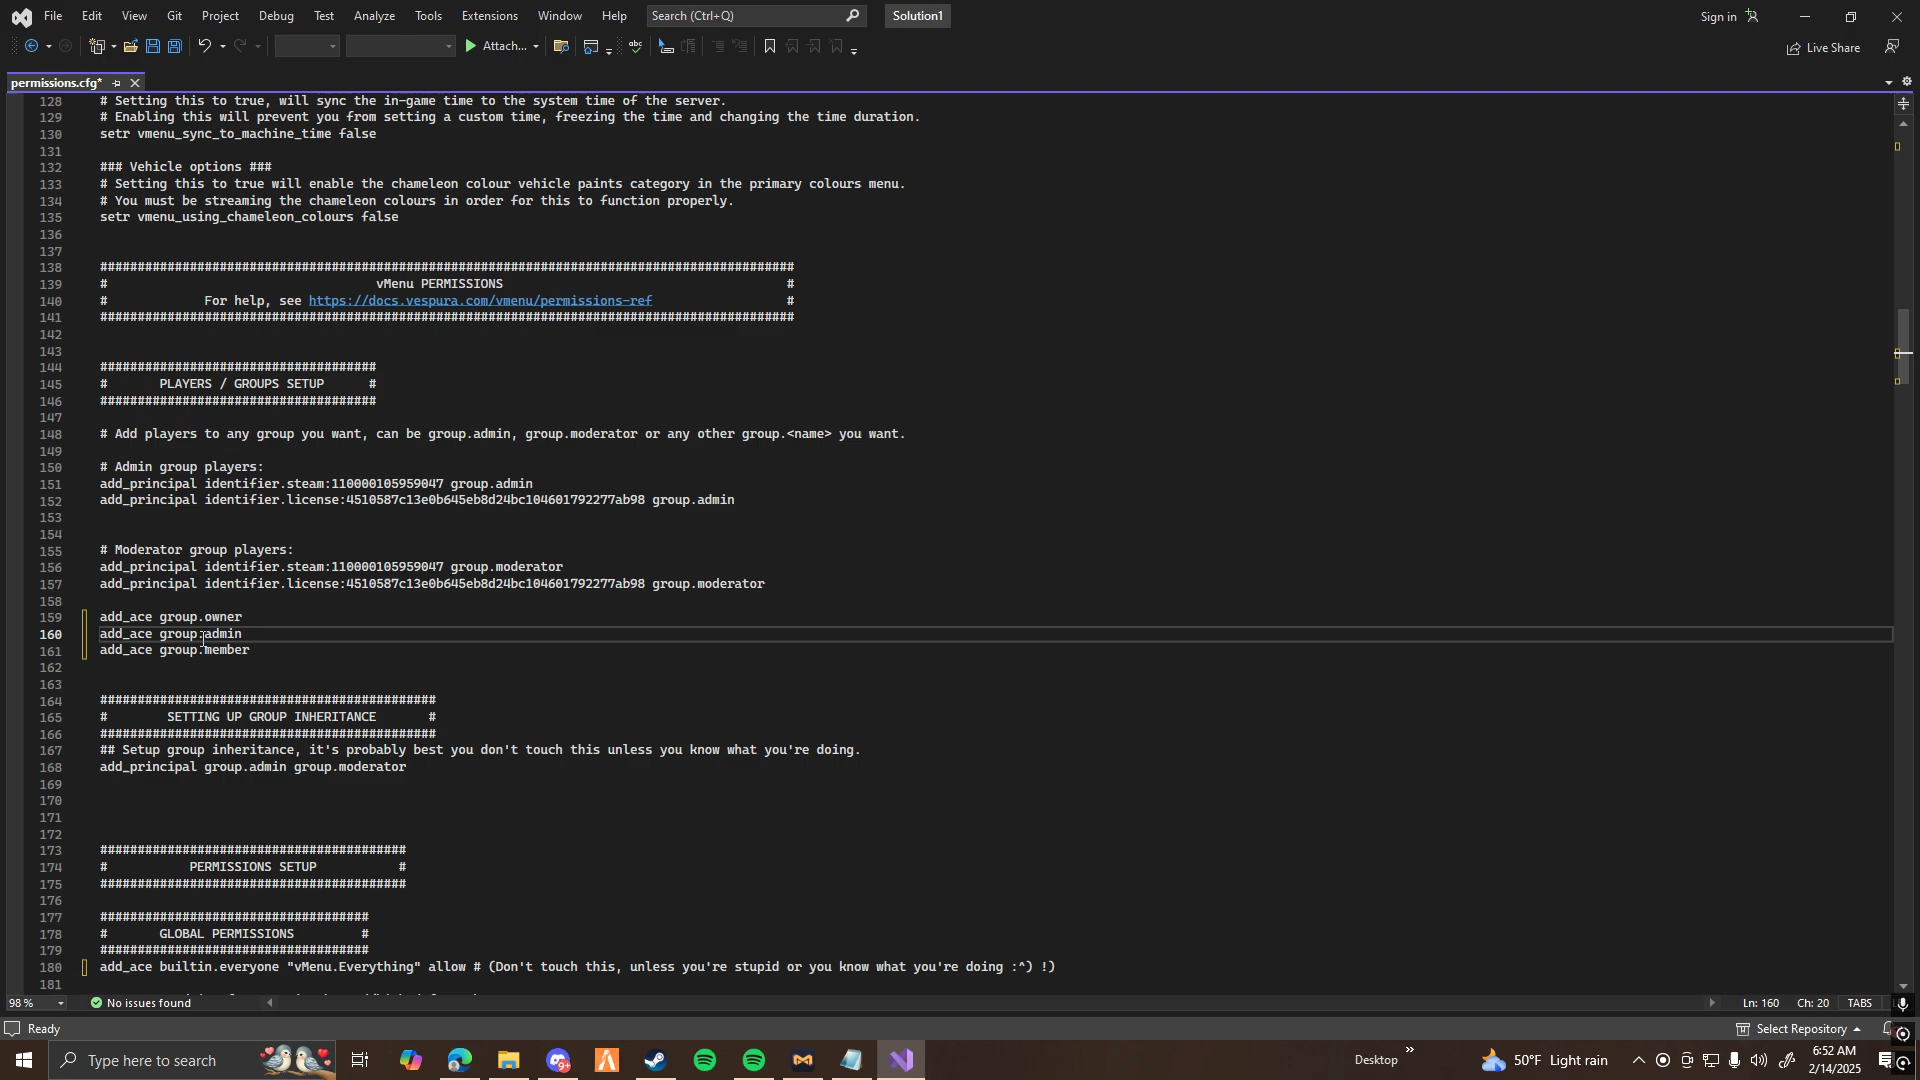 File Edit View Git Project Debug Test Analyze Tools Extensions Window Help Search (Ctrl+Q) Solution1 Sign in
Attach... Live Share
permissions.cfg*
128 # Setting this to true, will sync the in-game time to the system time of the server.
129 # Enabling this will prevent you from setting a custom time, freezing the time and changing the time duration.
130 setr vmenu_sync_to_machine_time false
131
132 ### Vehicle options ###
133 # Setting this to true will enable the chameleon colour vehicle paints category in the primary colours menu.
134 # You must be streaming the chameleon colours in order for this to function properly.
135 setr vmenu_using_chameleon_colours false
136
137
138 #############################################################################################
139 # vMenu PERMISSIONS #
140 # For help, see https://docs.vespura.com/vmenu/permissions-ref #
141 #############################################################################################
142
143
144 #####################################
145 # PLAYERS / GROUPS SETUP #
146 #####################################
147
148 # Add players to any group you want, can be group.admin, group.moderator or any other group.<name> you want.
149
150 # Admin group players:
151 add_principal identifier.steam:110000105959047 group.admin
152 add_principal identifier.license:4510587c13e0b645eb8d24bc104601792277ab98 group.admin
153
154
155 # Moderator group players:
156 add_principal identifier.steam:110000105959047 group.moderator
157 add_principal identifier.license:4510587c13e0b645eb8d24bc104601792277ab98 group.moderator
158
159 add_ace group.owner
160 add_ace group.admin
161 add_ace group.member
162
163
164 #############################################
165 # SETTING UP GROUP INHERITANCE #
166 #############################################
167 ## Setup group inheritance, it's probably best you don't touch this unless you know what you're doing.
168 add_principal group.admin group.moderator
169
170
171
172
173 #########################################
174 # PERMISSIONS SETUP #
175 #########################################
176
177 ####################################
178 # GLOBAL PERMISSIONS #
179 ####################################
180 add_ace builtin.everyone "vMenu.Everything" allow # (Don't touch this, unless you're stupid or you know what you're doing :^) !)
181
98 % No issues found Ln: 160 Ch: 20 TABS
Ready Select Repository
Type here to search Desktop 50°F Light rain 6:52 AM
2/14/2025